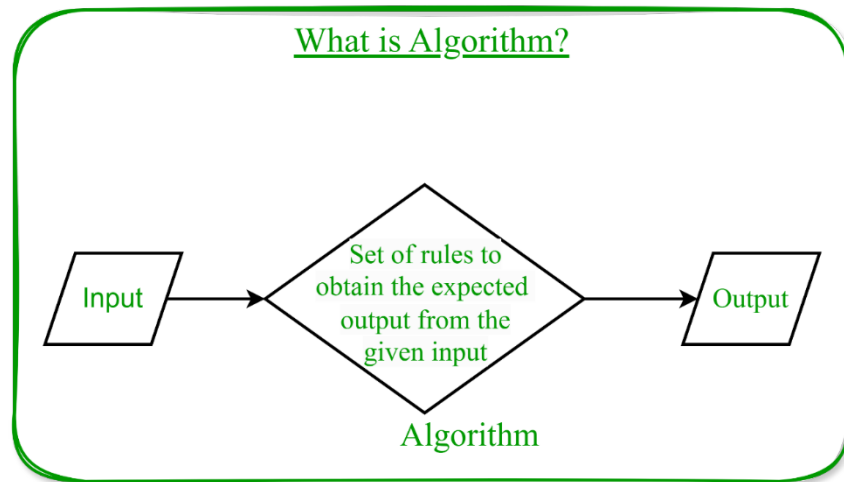 What is Algorithm?
Input
Set of rules to
obtain the expected
output from the
given input
Output
Algorithm